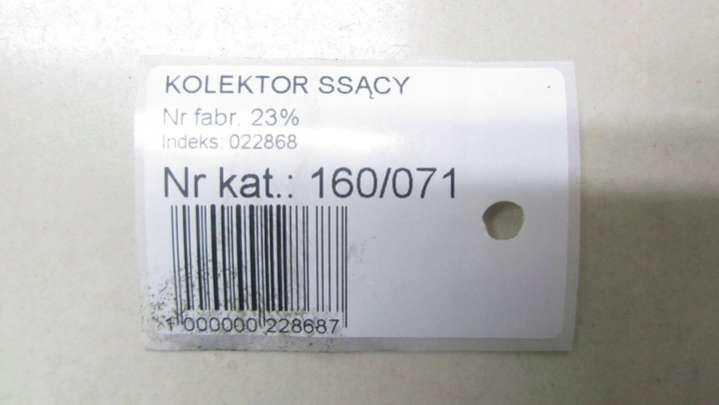 KOLEKTOR SSĄCY
Nr fabr. 23%
Indeks: 022868
Nr kat.: 160/071
1 000000 228687